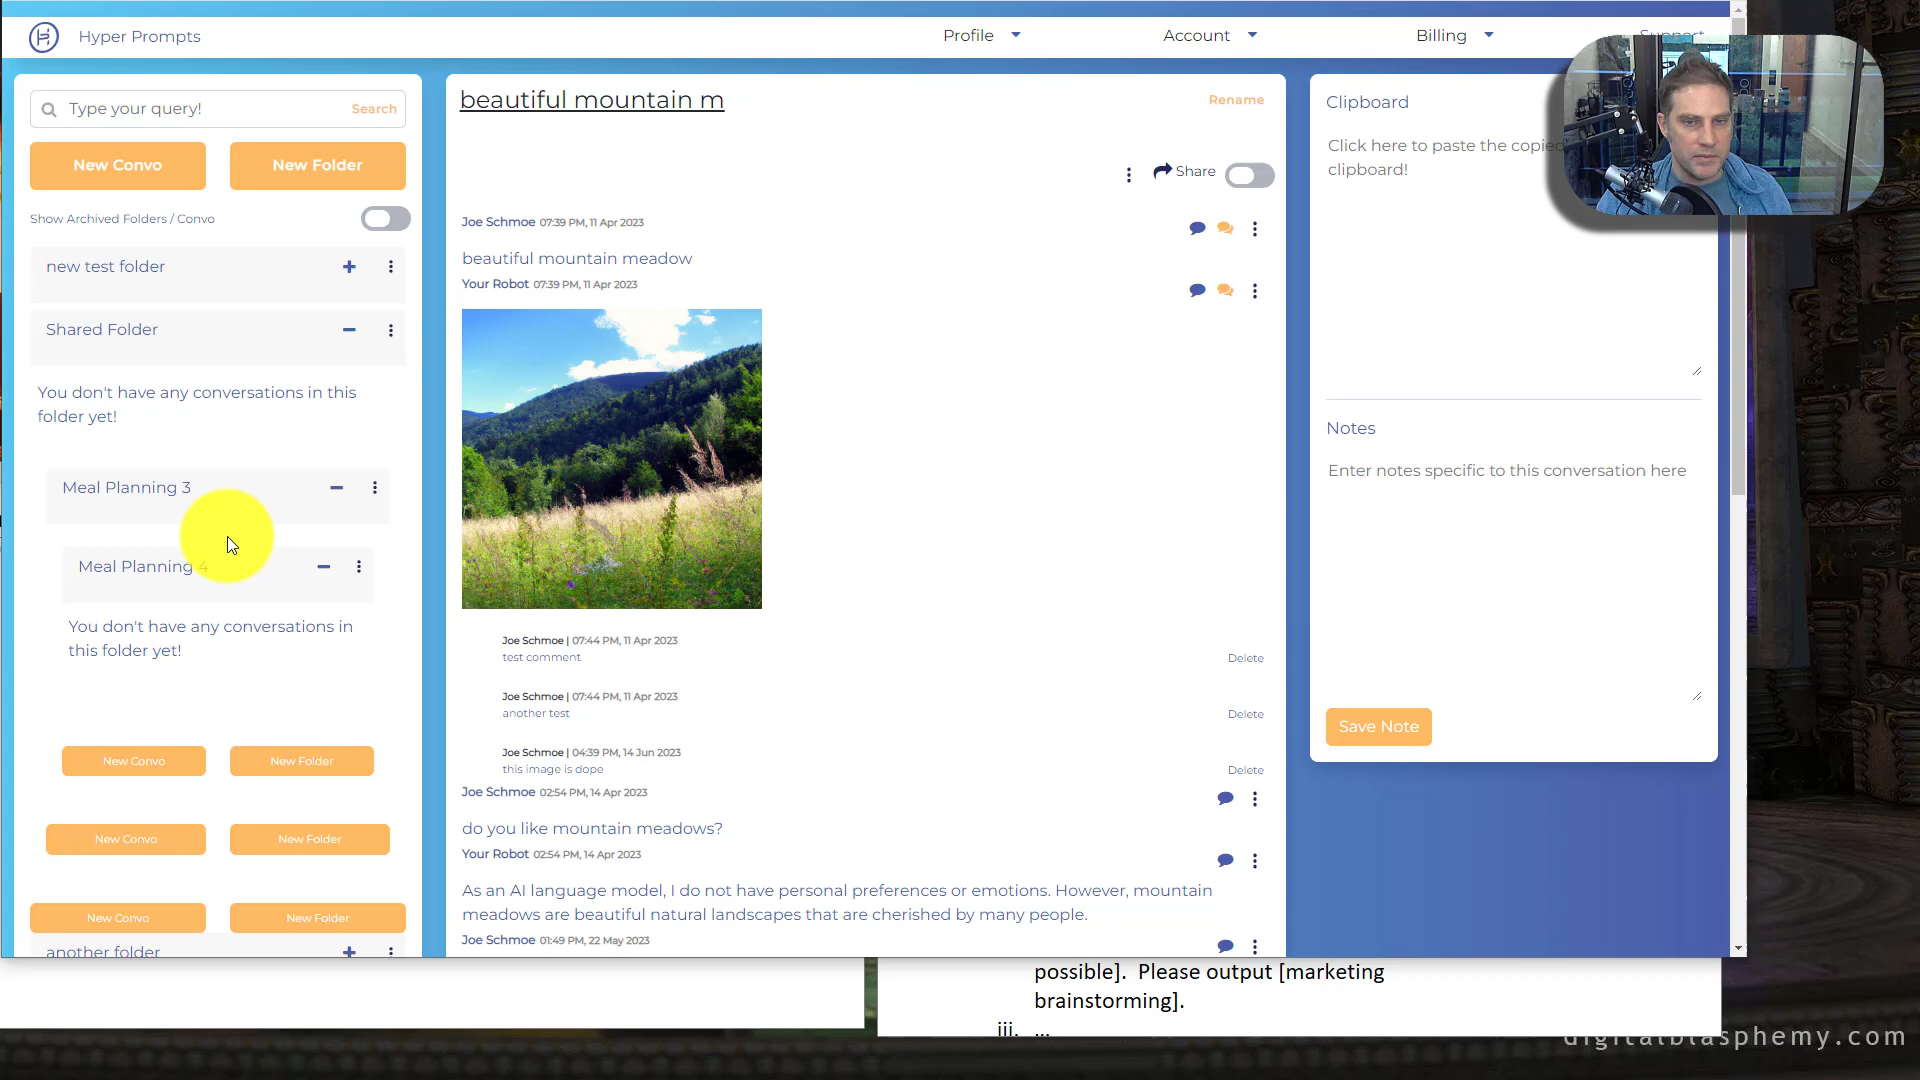 Hyper Prompts
Profile
Account
Billing
Support
Type your query!
Search
New Convo
New Folder
Show Archived Folders / Convo
new test folder
Shared Folder
You don't have any conversations in this
folder yet!
Meal Planning 3
Meal Planning 4
You don't have any conversations in
this folder yet!
New Convo
New Folder
New Convo
New Folder
New Convo
New Folder
another folder
beautiful mountain m
Rename
Share
Joe Schmoe 07:39 PM, 11 Apr 2023
beautiful mountain meadow
Your Robot 07:39 PM, 11 Apr 2023
Joe Schmoe | 07:44 PM, 11 Apr 2023
test comment
Delete
Joe Schmoe | 07:44 PM, 11 Apr 2023
another test
Delete
Joe Schmoe | 04:39 PM, 14 Jun 2023
this image is dope
Delete
Joe Schmoe 02:54 PM, 14 Apr 2023
do you like mountain meadows?
Your Robot 02:54 PM, 14 Apr 2023
As an AI language model, I do not have personal preferences or emotions. However, mountain
meadows are beautiful natural landscapes that are cherished by many people.
Joe Schmoe 01:49 PM, 22 May 2023
Clipboard
Click here to paste the copied
clipboard!
Notes
Enter notes specific to this conversation here
Save Note
possible].  Please output [marketing
brainstorming].
iii. ...
digitalblasphemy.com